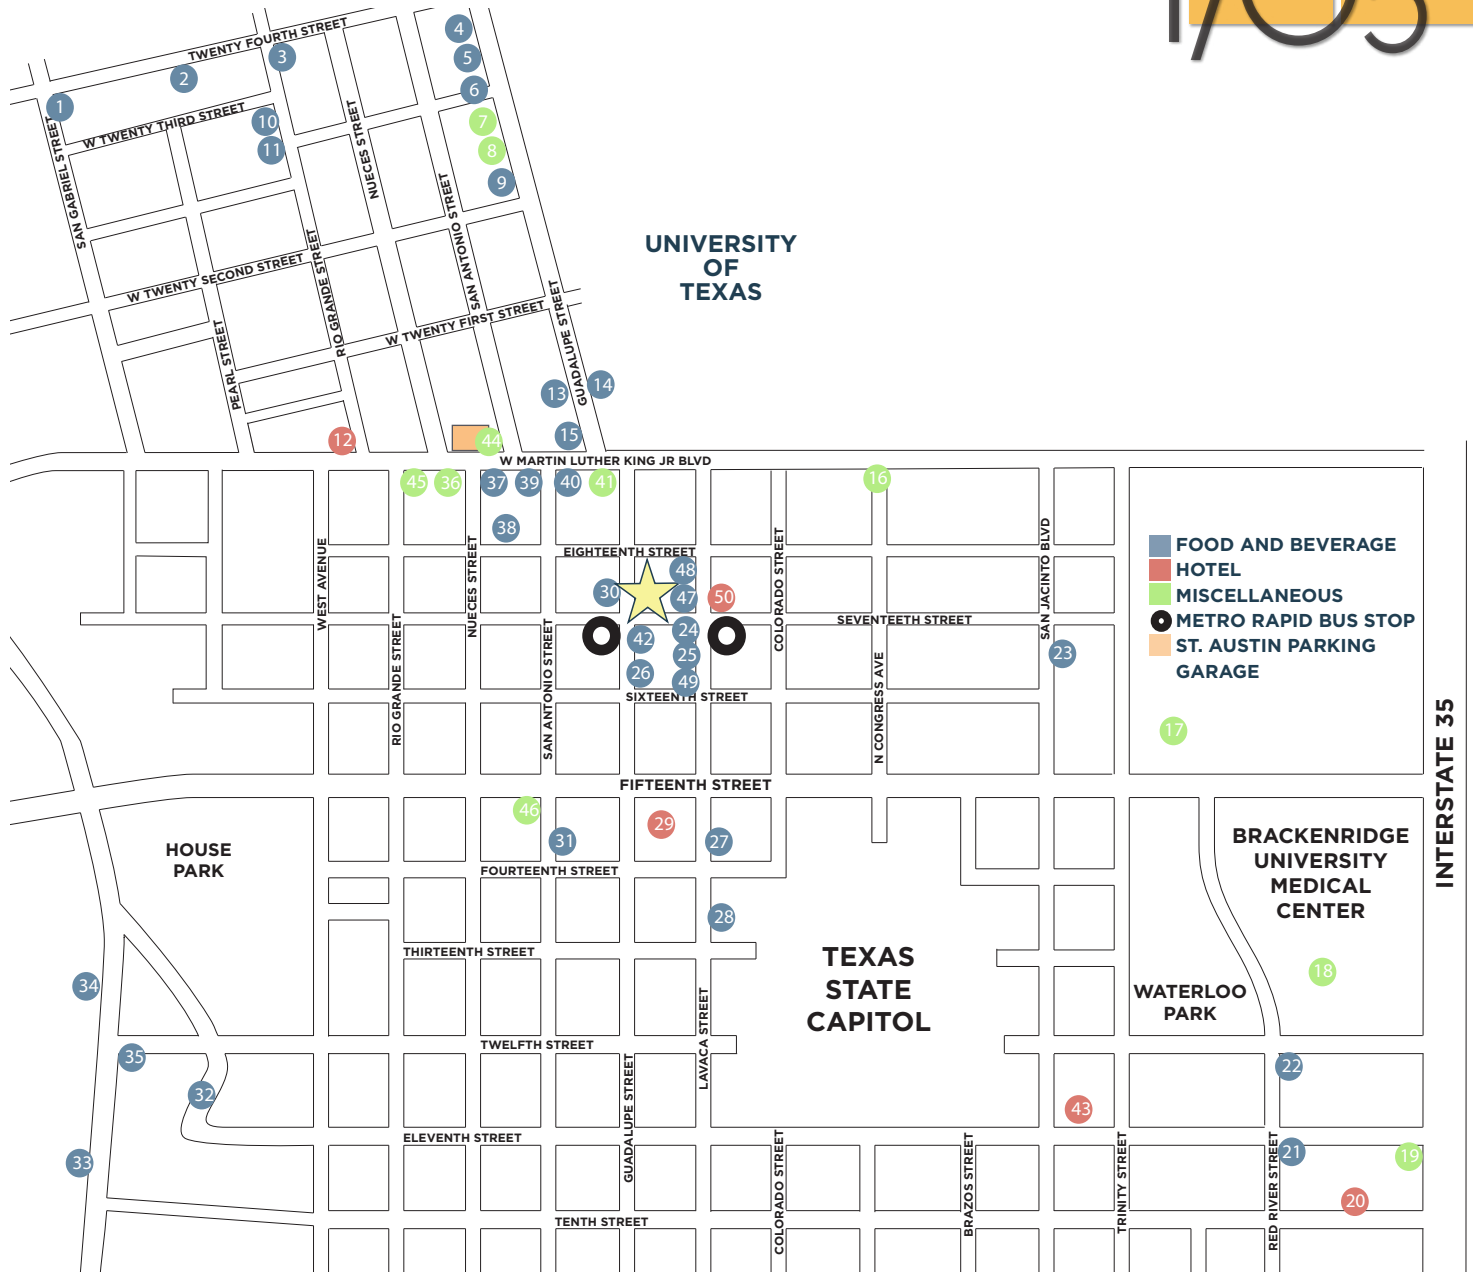 1703
TWENTY FOURTH STREET
4
3
5
2
6
1
W TWENTY THIRD STREET
10
7
11
8
9
SAN GABRIEL STREET
NUECES STREET
SAN ANTONIO STREET
UNIVERSITY
OF
TEXAS
W TWENTY SECOND STREET
RIO GRANDE STREET
W TWENTY FIRST STREET
PEARL STREET
GUADALUPE STREET
13
14
12
44
15
W MARTIN LUTHER KING JR BLVD
45
36
37
39
40
41
16
38
EIGHTEENTH STREET
48
30
47
50
WEST AVENUE
NUECES STREET
COLORADO STREET
SAN JACINTO BLVD
SEVENTEETH STREET
FOOD AND BEVERAGE
HOTEL
MISCELLANEOUS
METRO RAPID BUS STOP
ST. AUSTIN PARKING
GARAGE
42
24
25
23
26
49
SIXTEENTH STREET
RIO GRANDE STREET
SAN ANTONIO STREET
N CONGRESS AVE
17
INTERSTATE 35
FIFTEENTH STREET
46
31
29
27
HOUSE
PARK
BRACKENRIDGE
UNIVERSITY
MEDICAL
CENTER
FOURTEENTH STREET
28
THIRTEENTH STREET
TEXAS
STATE
CAPITOL
18
34
WATERLOO
PARK
LAVACA STREET
TWELFTH STREET
35
22
32
43
GUADALUPE STREET
ELEVENTH STREET
33
21
19
20
COLORADO STREET
BRAZOS STREET
TRINITY STREET
RED RIVER STREET
TENTH STREET